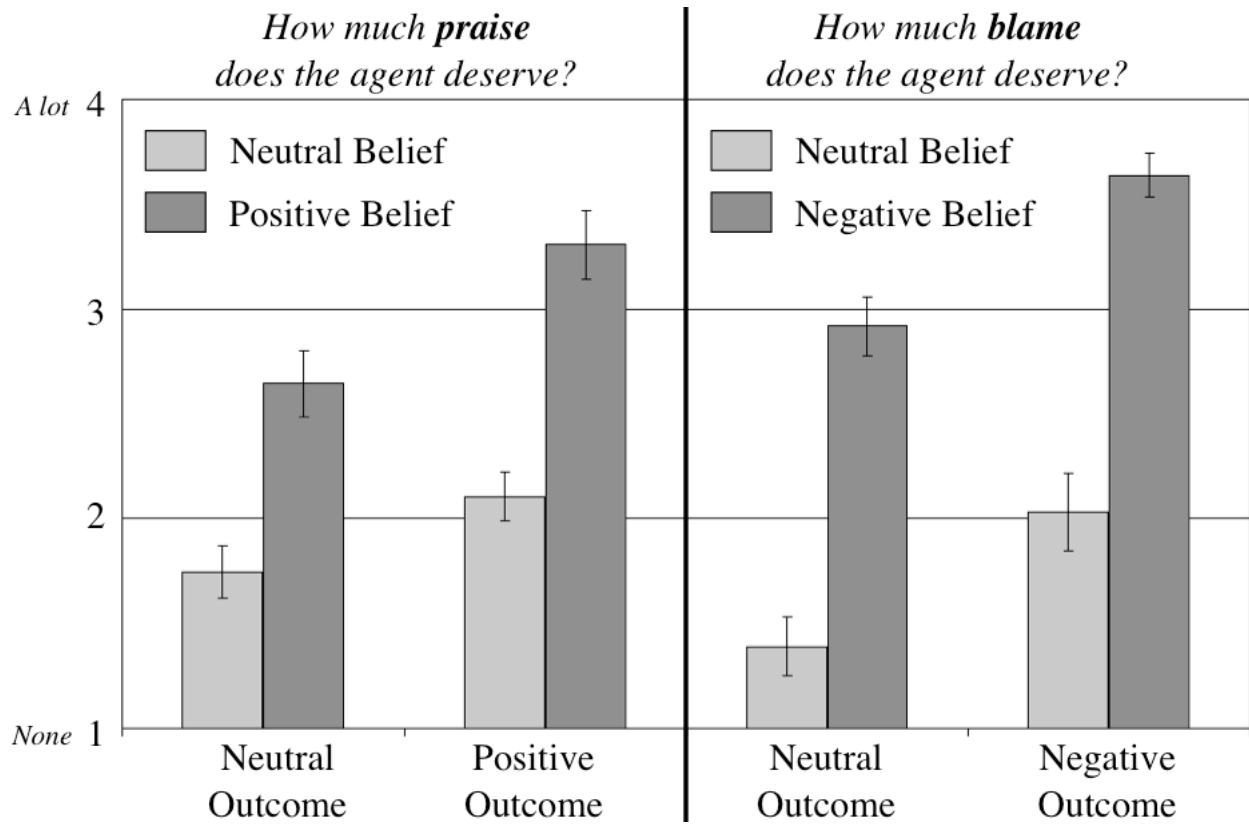 How much praise
does the agent deserve?
How much blame
does the agent deserve?
A lot 4
3
2
None 1
Neutral Belief
Positive Belief
Neutral Belief
Negative Belief
Neutral
Outcome
Positive
Outcome
Neutral
Outcome
Negative
Outcome